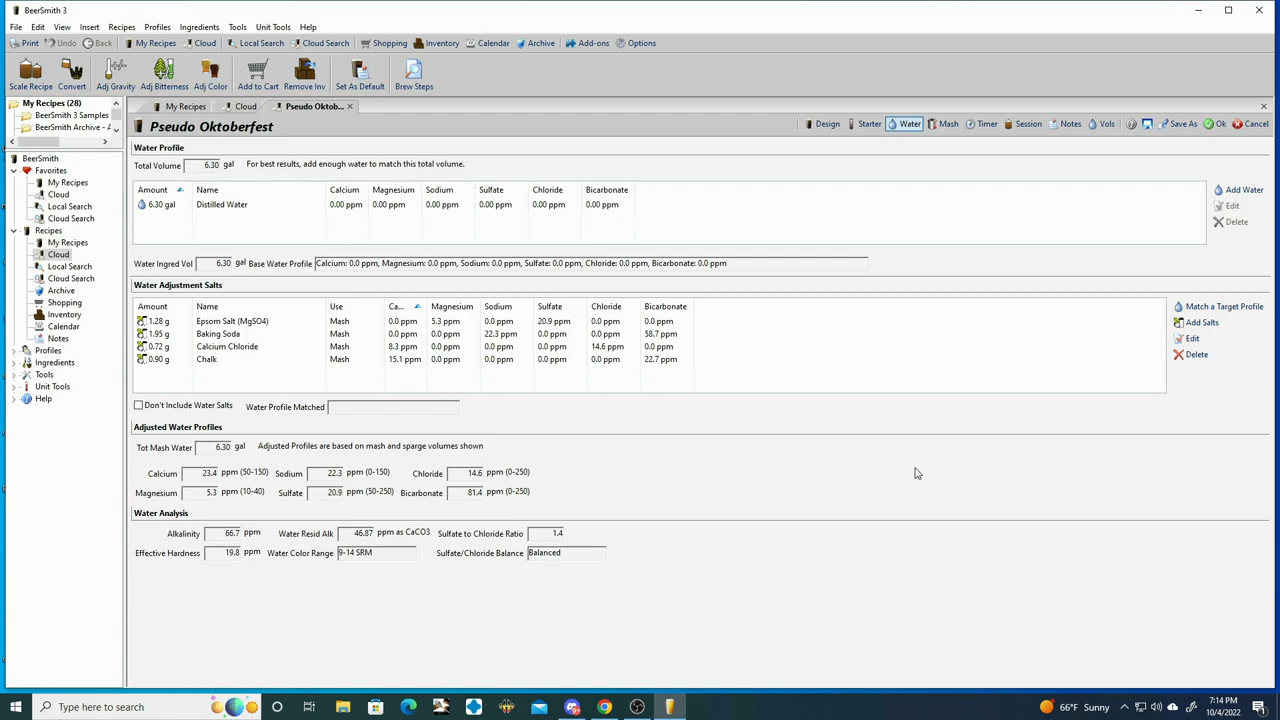 BeerSmith 3
File Edit View Insert Recipes Profiles Ingredients Tools Unit Tools Help
Print Undo Back My Recipes Cloud Local Search Cloud Search Shopping Inventory Calendar Archive Add-ons Options
Scale Recipe Convert Adj Gravity Adj Bitterness Adj Color Add to Cart Remove Inv Set As Default Brew Steps
My Recipes (28)
BeerSmith 3 Samples
BeerSmith Archive - A
My Recipes Cloud Pseudo Oktob...
Pseudo Oktoberfest
Design Starter Water Mash Timer Session Notes Vols Save As Ok Cancel
BeerSmith
Favorites
My Recipes
Cloud
Local Search
Cloud Search
Recipes
My Recipes
Cloud
Local Search
Cloud Search
Archive
Shopping
Inventory
Calendar
Notes
Profiles
Ingredients
Tools
Unit Tools
Help
Water Profile
Total Volume 6.30 gal For best results, add enough water to match this total volume.
Amount Name Calcium Magnesium Sodium Sulfate Chloride Bicarbonate
6.30 gal Distilled Water 0.00 ppm 0.00 ppm 0.00 ppm 0.00 ppm 0.00 ppm 0.00 ppm
Add Water
Edit
Delete
Water Ingred Vol 6.30 gal Base Water Profile Calcium: 0.0 ppm, Magnesium: 0.0 ppm, Sodium: 0.0 ppm, Sulfate: 0.0 ppm, Chloride: 0.0 ppm, Bicarbonate: 0.0 ppm
Water Adjustment Salts
Amount Name Use Ca... Magnesium Sodium Sulfate Chloride Bicarbonate
1.28 g Epsom Salt (MgSO4) Mash 0.0 ppm 5.3 ppm 0.0 ppm 20.9 ppm 0.0 ppm 0.0 ppm
1.95 g Baking Soda Mash 0.0 ppm 0.0 ppm 22.3 ppm 0.0 ppm 0.0 ppm 58.7 ppm
0.72 g Calcium Chloride Mash 8.3 ppm 0.0 ppm 0.0 ppm 0.0 ppm 14.6 ppm 0.0 ppm
0.90 g Chalk Mash 15.1 ppm 0.0 ppm 0.0 ppm 0.0 ppm 0.0 ppm 22.7 ppm
Match a Target Profile
Add Salts
Edit
Delete
Don't Include Water Salts Water Profile Matched
Adjusted Water Profiles
Tot Mash Water 6.30 gal Adjusted Profiles are based on mash and sparge volumes shown
Calcium 23.4 ppm (50-150) Sodium 22.3 ppm (0-150) Chloride 14.6 ppm (0-250)
Magnesium 5.3 ppm (10-40) Sulfate 20.9 ppm (50-250) Bicarbonate 81.4 ppm (0-250)
Water Analysis
Alkalinity 66.7 ppm Water Resid Alk 46.87 ppm as CaCO3 Sulfate to Chloride Ratio 1.4
Effective Hardness 19.8 ppm Water Color Range 9-14 SRM Sulfate/Chloride Balance Balanced
Type here to search
66°F Sunny
7:14 PM
10/4/2022